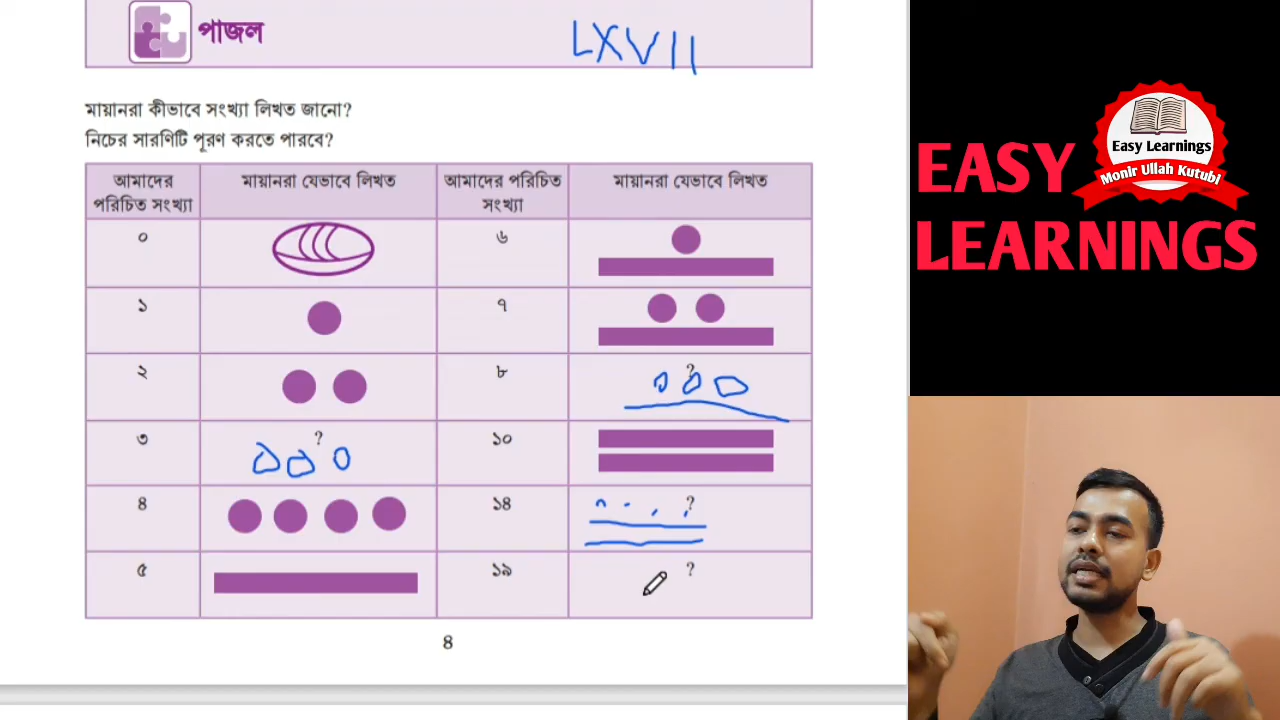 পাজল
LXVII
মায়ানরা কীভাবে সংখ্যা লিখত জানো?
নিচের সারণিটি পূরণ করতে পারবে?
আমাদের পরিচিত সংখ্যা
মায়ানরা যেভাবে লিখত
আমাদের পরিচিত সংখ্যা
মায়ানরা যেভাবে লিখত
০
৬
১
৭
২
৮
?
৩
?
১০
৪
১৪
?
৫
১৯
?
৪
EASY
LEARNINGS
Easy Learnings
Monir Ullah Kutubi